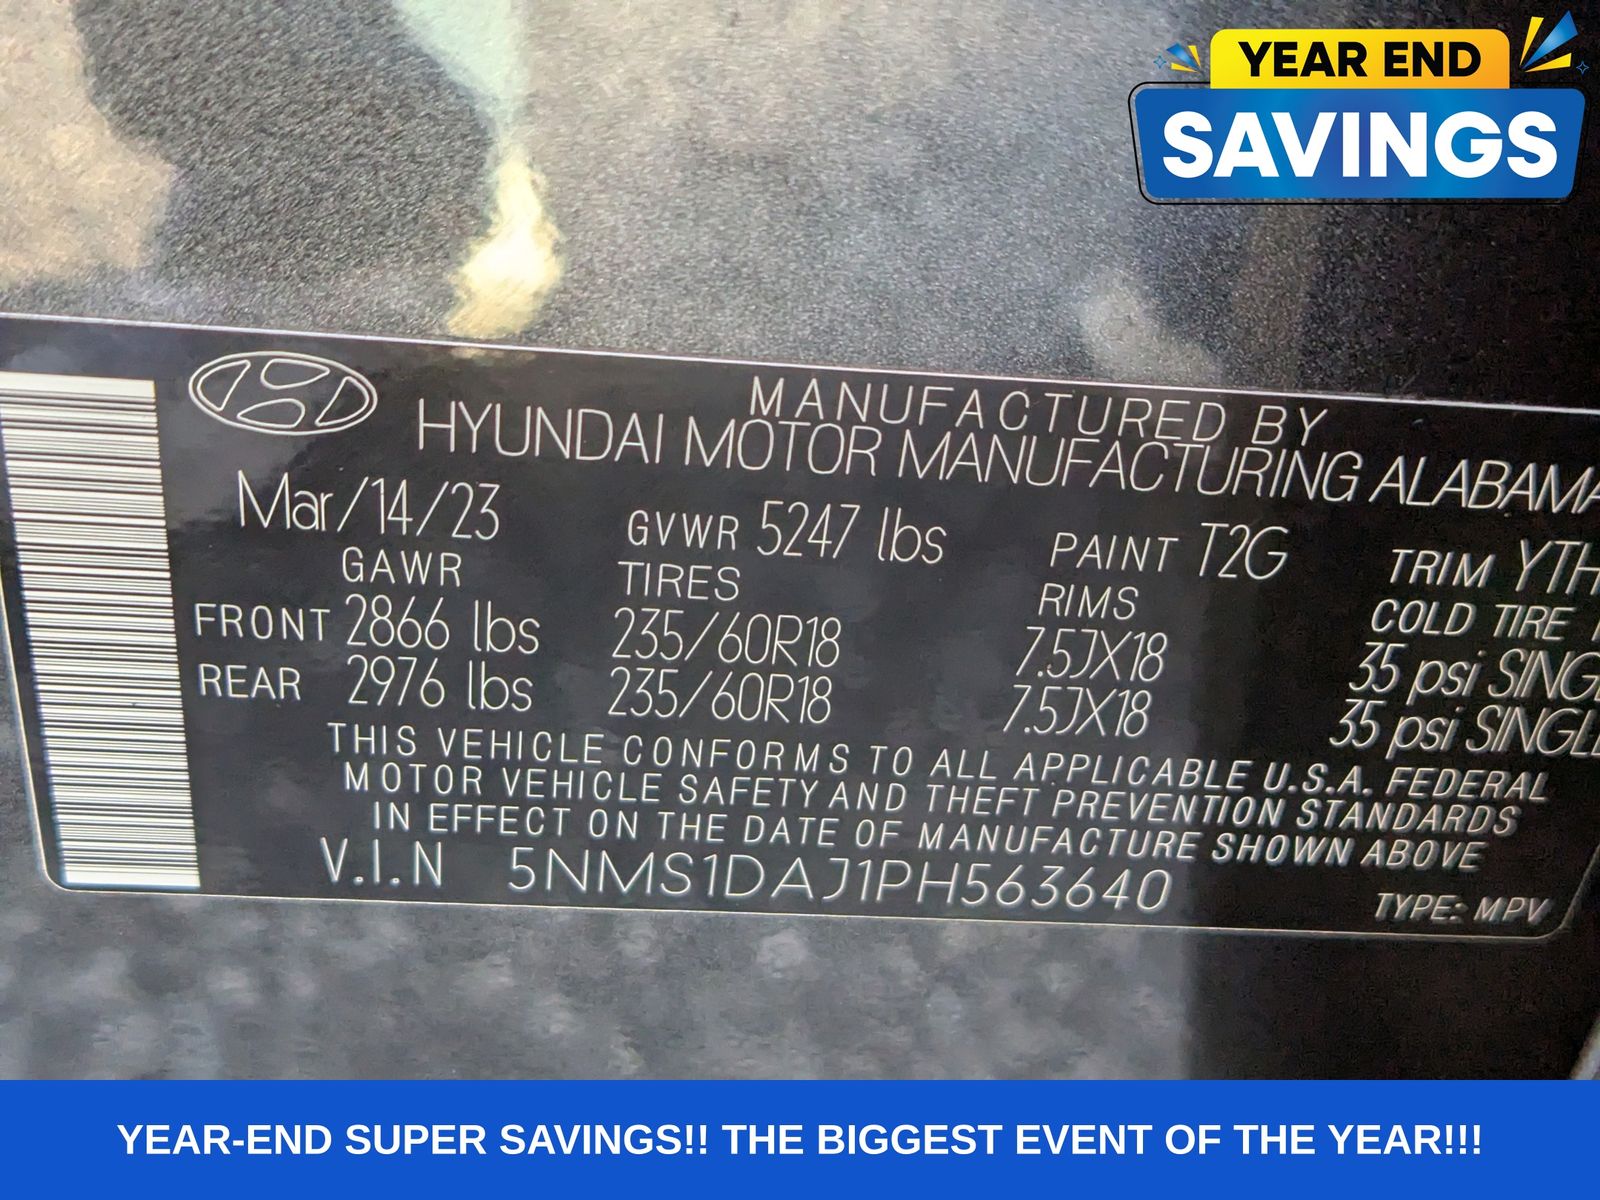 YEAR END
SAVINGS
MANUFACTURED BY
HYUNDAI MOTOR MANUFACTURING ALABAMA
Mar/14/23 GVWR 5247 lbs PAINT T2G TRIM YTH
GAWR TIRES RIMS COLD TIRE
FRONT 2866 lbs 235/60R18 7.5JX18 35 psi SINGL
REAR 2976 lbs 235/60R18 7.5JX18 35 psi SINGLE
THIS VEHICLE CONFORMS TO ALL APPLICABLE U.S.A. FEDERAL
MOTOR VEHICLE SAFETY AND THEFT PREVENTION STANDARDS
IN EFFECT ON THE DATE OF MANUFACTURE SHOWN ABOVE
V.I.N 5NMS1DAJ1PH563640 TYPE: MPV
YEAR-END SUPER SAVINGS!! THE BIGGEST EVENT OF THE YEAR!!!